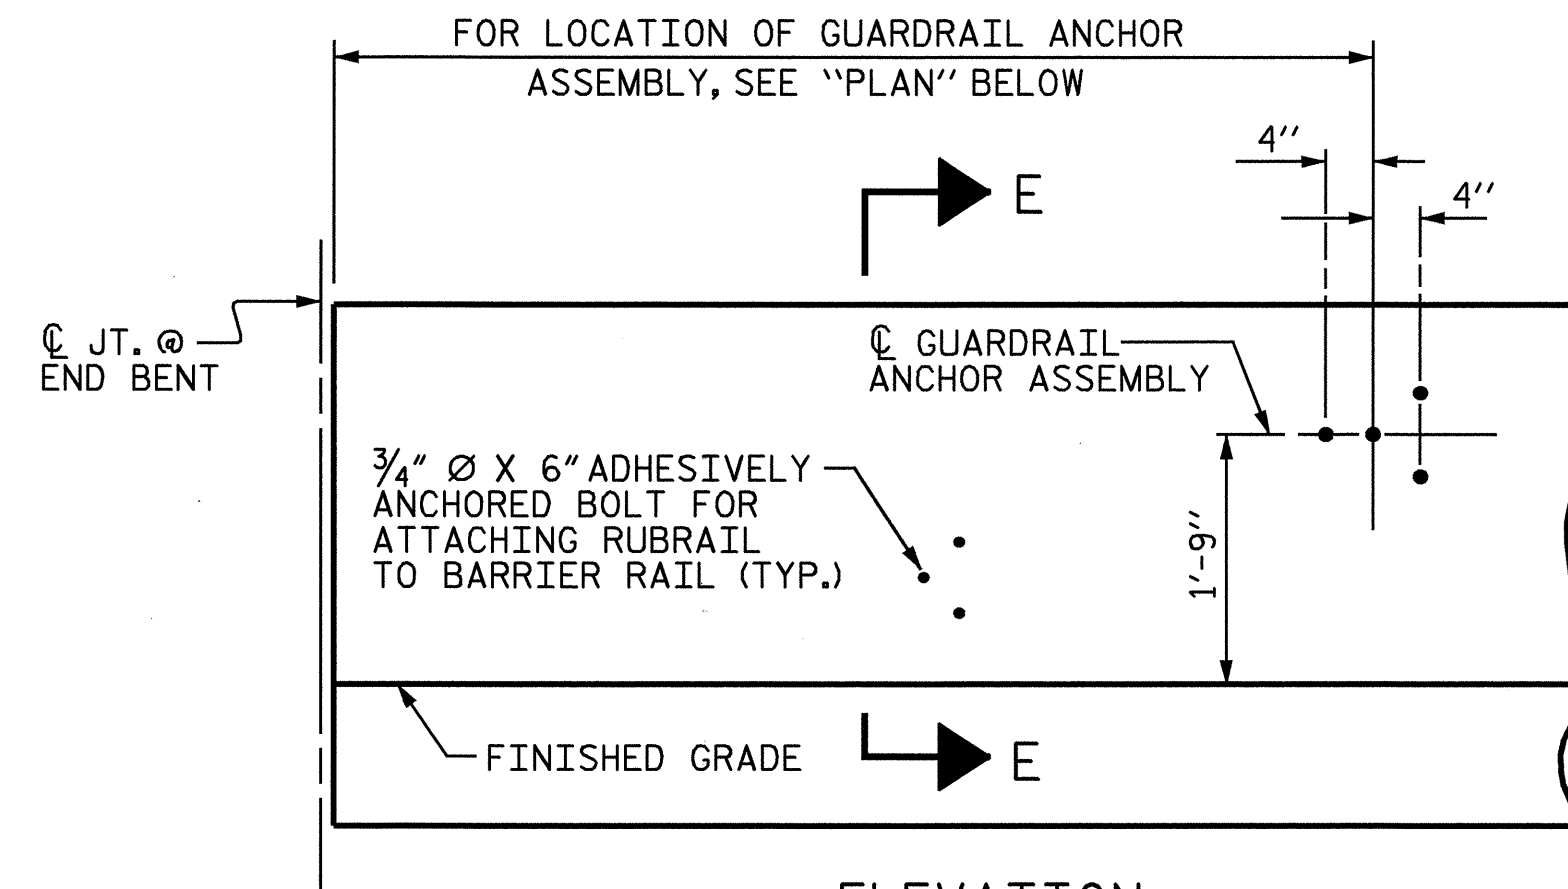 FOR LOCATION OF GUARDRAIL ANCHOR
ASSEMBLY, SEE "PLAN" BELOW
4"
E
4"
℄ JT. @
END BENT
℄ GUARDRAIL
ANCHOR ASSEMBLY
3/4" Ø X 6" ADHESIVELY
ANCHORED BOLT FOR
ATTACHING RUBRAIL
TO BARRIER RAIL (TYP.)
1'-9"
FINISHED GRADE
E
ELEVATION